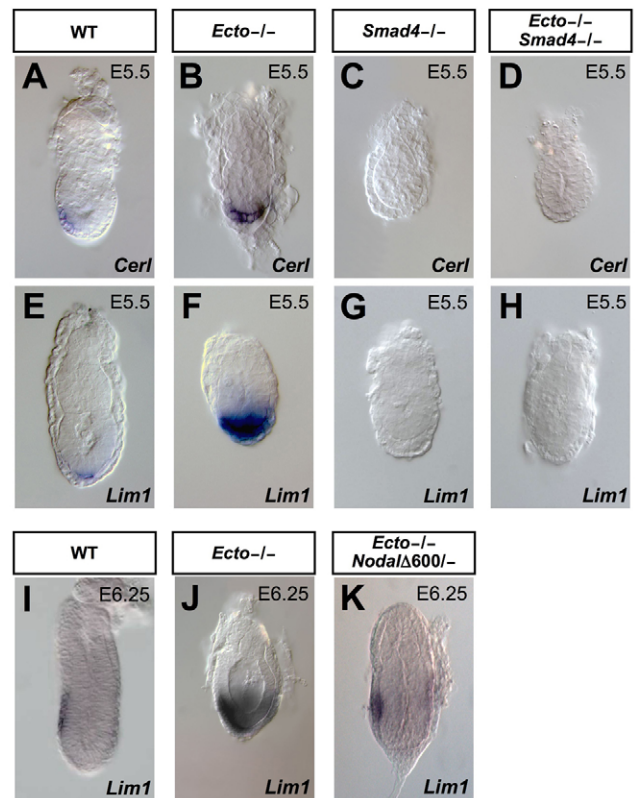 WT
Ecto−/−
Smad4−/−
Ecto−/−
Smad4−/−
A E5.5
Cerl
B E5.5
Cerl
C E5.5
Cerl
D E5.5
Cerl
E E5.5
Lim1
F E5.5
Lim1
G E5.5
Lim1
H E5.5
Lim1
WT
Ecto−/−
Ecto−/−
NodalΔ600/−
I E6.25
Lim1
J E6.25
Lim1
K E6.25
Lim1